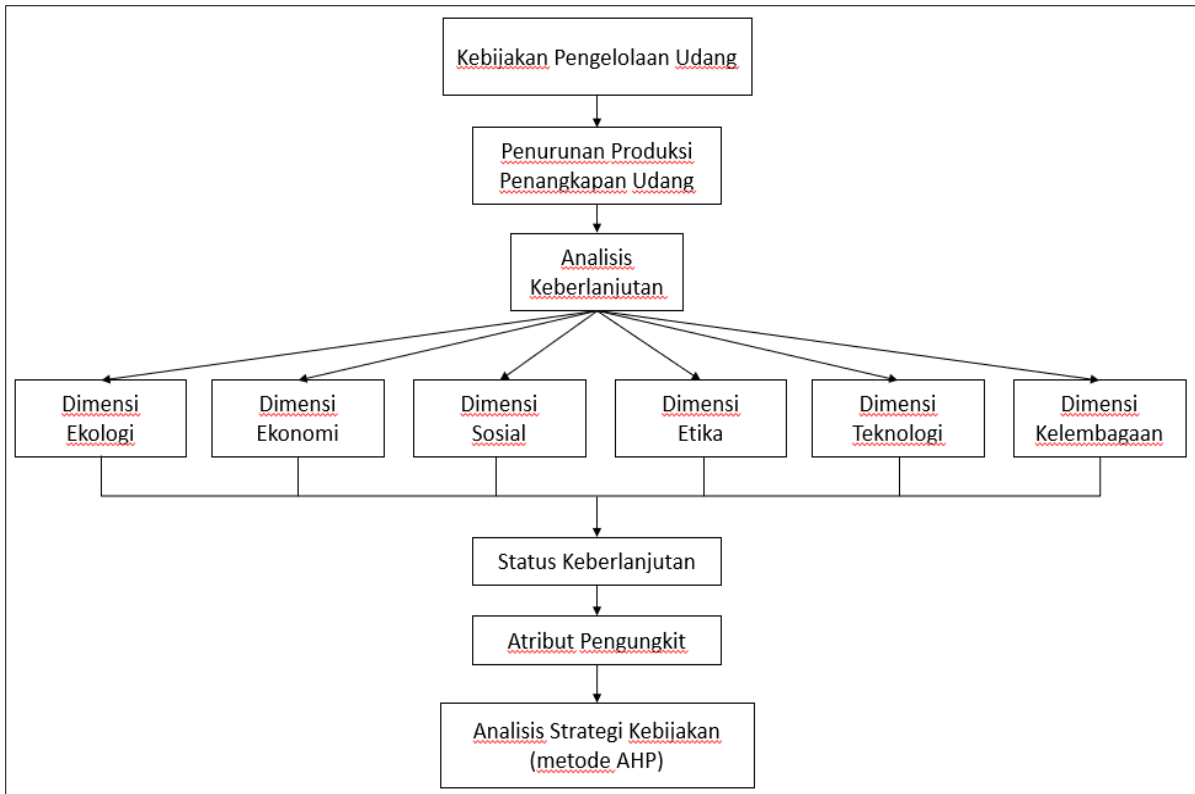 Kebijakan Pengelolaan Udang
Penurunan Produksi
Penangkapan Udang
Analisis
Keberlanjutan
Dimensi
Ekologi
Dimensi
Ekonomi
Dimensi
Sosial
Dimensi
Etika
Dimensi
Teknologi
Dimensi
Kelembagaan
Status Keberlanjutan
Atribut Pengungkit
Analisis Strategi Kebijakan
(metode AHP)